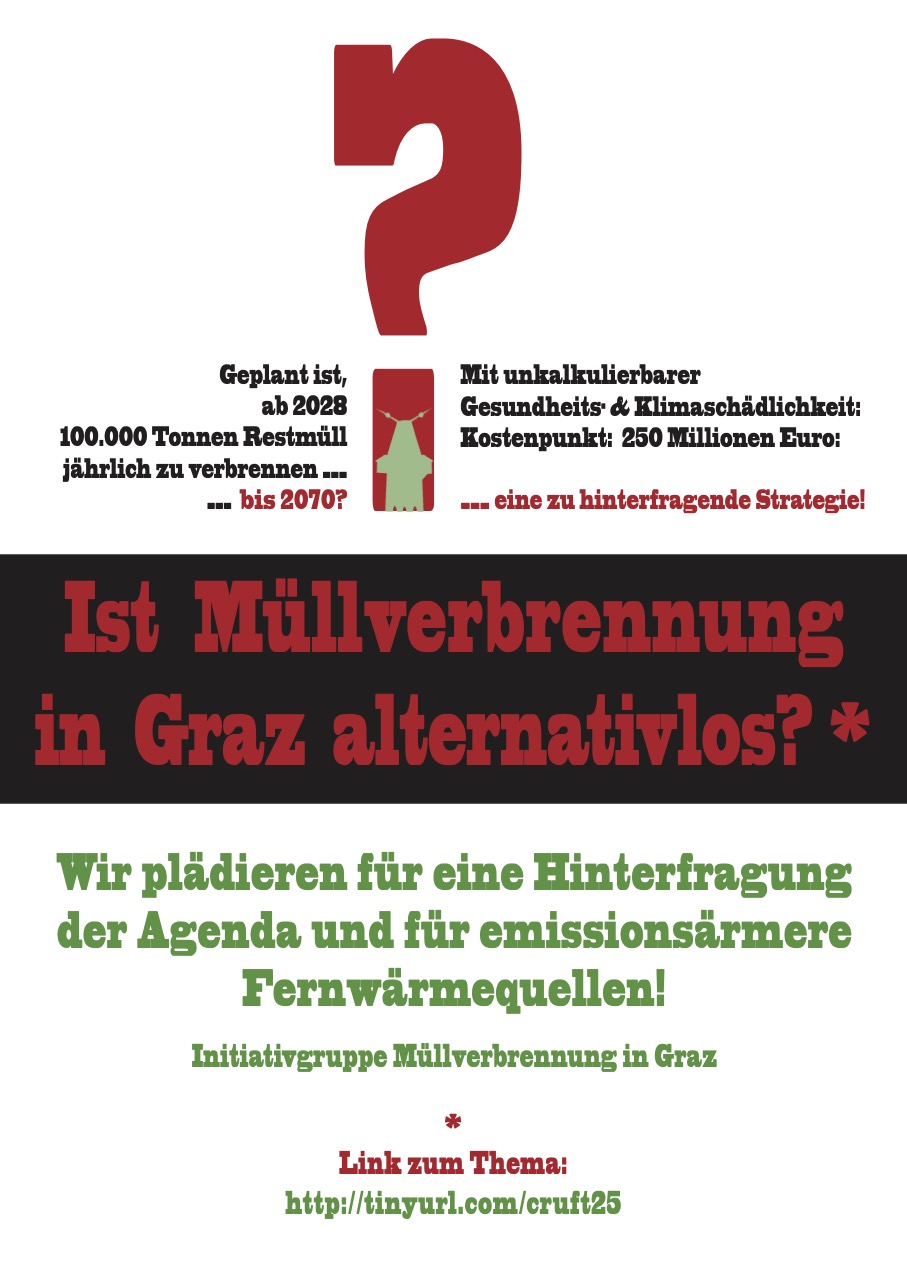 ?
Geplant ist,
ab 2028
100.000 Tonnen Restmüll
jährlich zu verbrennen ...
... bis 2070?
Mit unkalkulierbarer
Gesundheits- & Klimaschädlichkeit:
Kostenpunkt: 250 Millionen Euro:
... eine zu hinterfragende Strategie!
Ist Müllverbrennung
in Graz alternativlos? *
Wir plädieren für eine Hinterfragung
der Agenda und für emissionsärmere
Fernwärmequellen!
Initiativgruppe Müllverbrennung in Graz
*
Link zum Thema:
http://tinyurl.com/cruft25